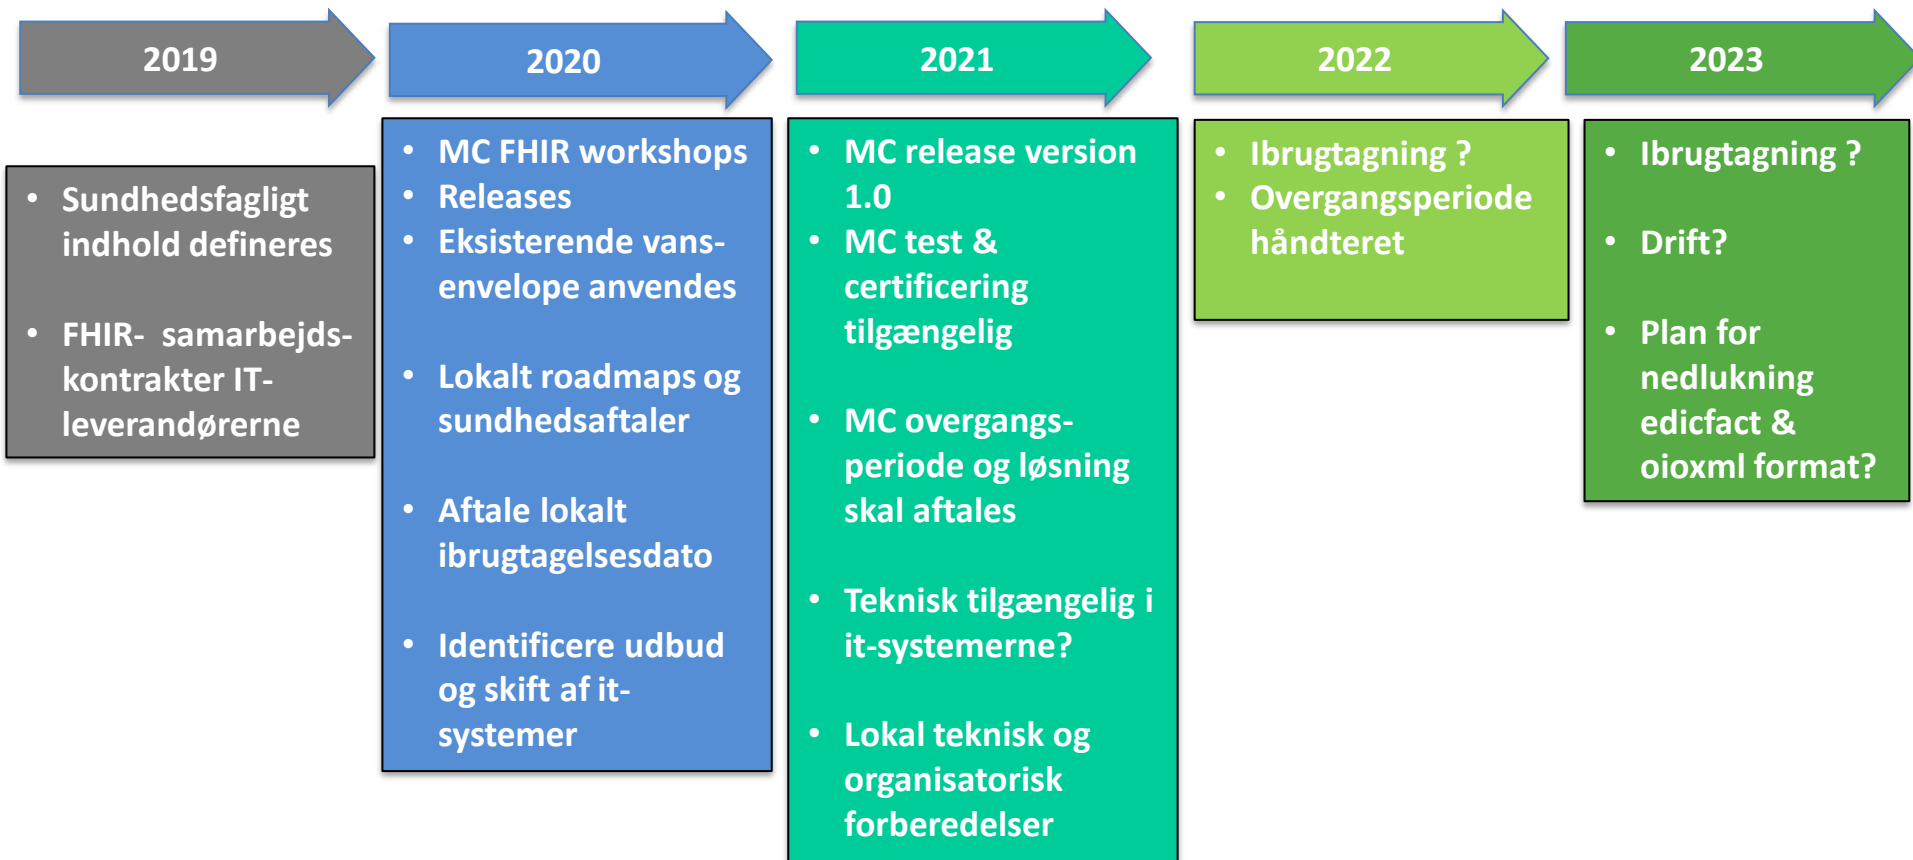 2019
2020
2021
2022
2023
• Sundhedsfagligt
indhold defineres
• FHIR- samarbejds-
kontrakter IT-
leverandørerne
• MC FHIR workshops
• Releases
• Eksisterende vans-
envelope anvendes
• Lokalt roadmaps og
sundhedsaftaler
• Aftale lokalt
ibrugtagelsesdato
• Identificere udbud
og skift af it-
systemer
• MC release version
1.0
• MC test &
certificering
tilgængelig
• MC overgangs-
periode og løsning
skal aftales
• Teknisk tilgængelig i
it-systemerne?
• Lokal teknisk og
organisatorisk
forberedelser
• Ibrugtagning ?
• Overgangsperiode
håndteret
• Ibrugtagning ?
• Drift?
• Plan for
nedlukning
edicfact &
oioxml format?